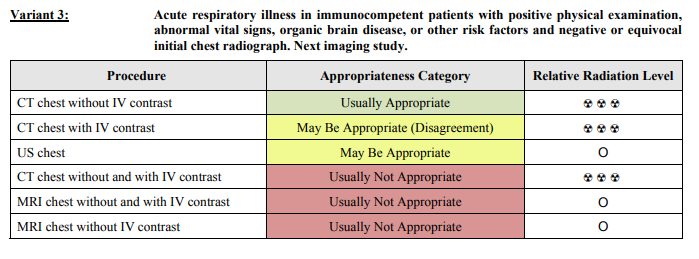 Variant 3: Acute respiratory illness in immunocompetent patients with positive physical examination,
abnormal vital signs, organic brain disease, or other risk factors and negative or equivocal
initial chest radiograph. Next imaging study.
Procedure Appropriateness Category Relative Radiation Level
CT chest without IV contrast Usually Appropriate ☢ ☢ ☢
CT chest with IV contrast May Be Appropriate (Disagreement) ☢ ☢ ☢
US chest May Be Appropriate O
CT chest without and with IV contrast Usually Not Appropriate ☢ ☢ ☢
MRI chest without and with IV contrast Usually Not Appropriate O
MRI chest without IV contrast Usually Not Appropriate O